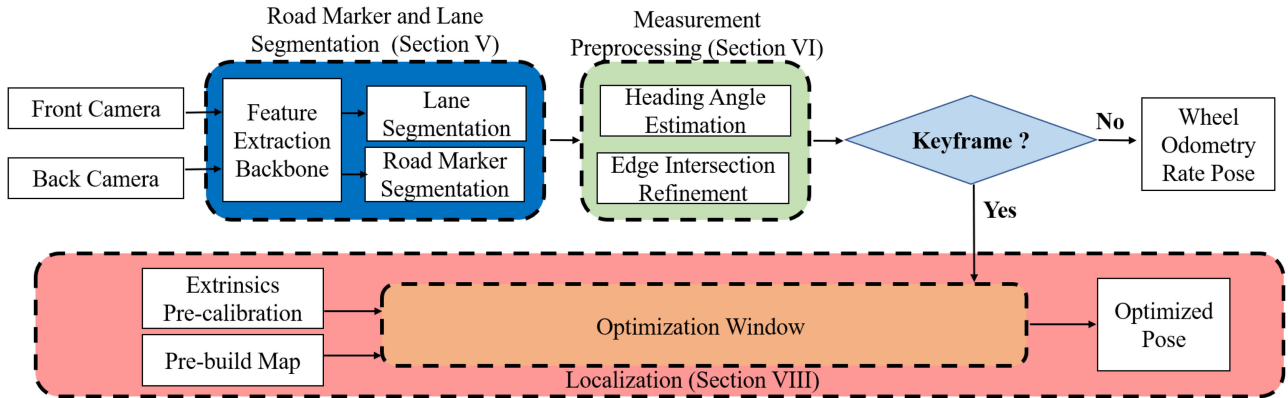 Road Marker and Lane
Segmentation (Section V)
Measurement
Preprocessing (Section VI)
Front Camera
Back Camera
Feature
Extraction
Backbone
Lane
Segmentation
Road Marker
Segmentation
Heading Angle
Estimation
Edge Intersection
Refinement
Keyframe ?
No
Wheel
Odometry
Rate Pose
Yes
Extrinsics
Pre-calibration
Pre-build Map
Optimization Window
Optimized
Pose
Localization (Section VIII)